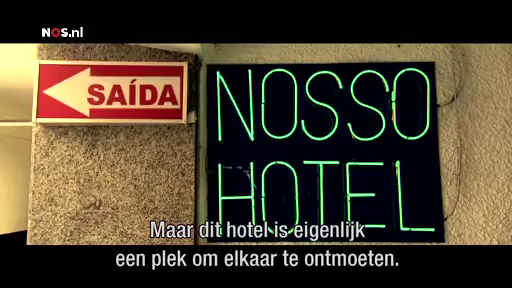 NOS.nl
SAÍDA
NOSSO
HOTEL
Maar dit hotel is eigenlijk
een plek om elkaar te ontmoeten.